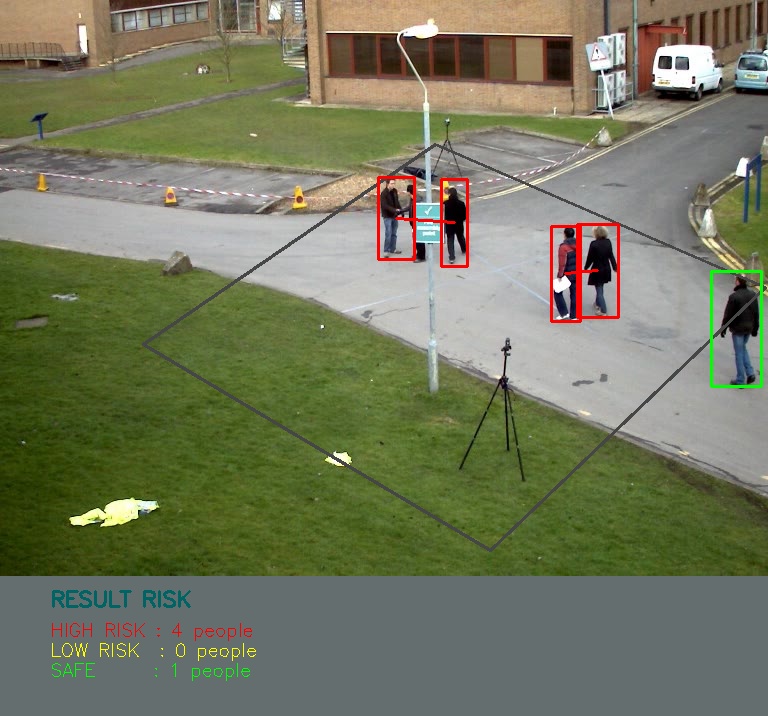 RESULT RISK
HIGH RISK : 4 people
LOW RISK : 0 people
SAFE : 1 people